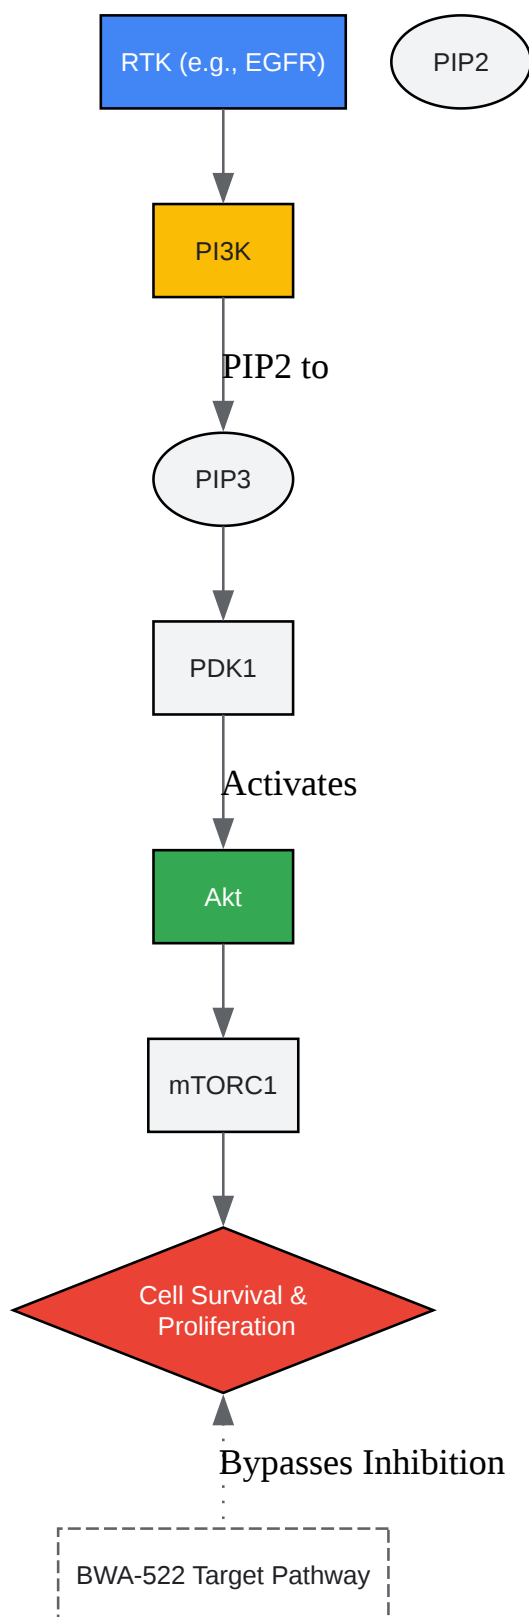 RTK (e.g., EGFR)
PIP2
PI3K
PIP2 to
PIP3
PDK1
Activates
Akt
mTORC1
Cell Survival &
Proliferation
Bypasses Inhibition
BWA-522 Target Pathway